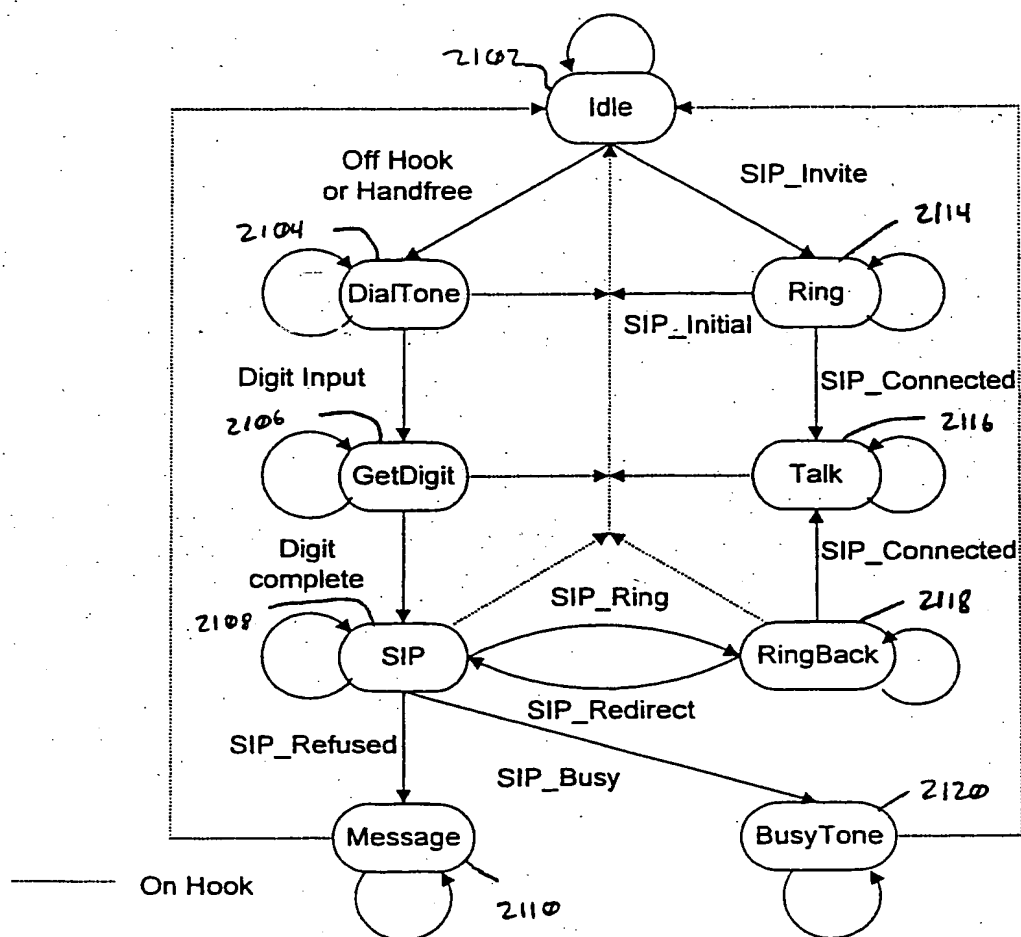 2102
Idle
Off Hook
or Handfree
SIP_Invite
2104
2114
DialTone
Ring
SIP_Initial
Digit Input
SIP_Connected
2106
2116
GetDigit
Talk
Digit
complete
SIP_Connected
SIP_Ring
2108
2118
SIP
RingBack
SIP_Redirect
SIP_Refused
SIP_Busy
2120
Message
BusyTone
On Hook
2110